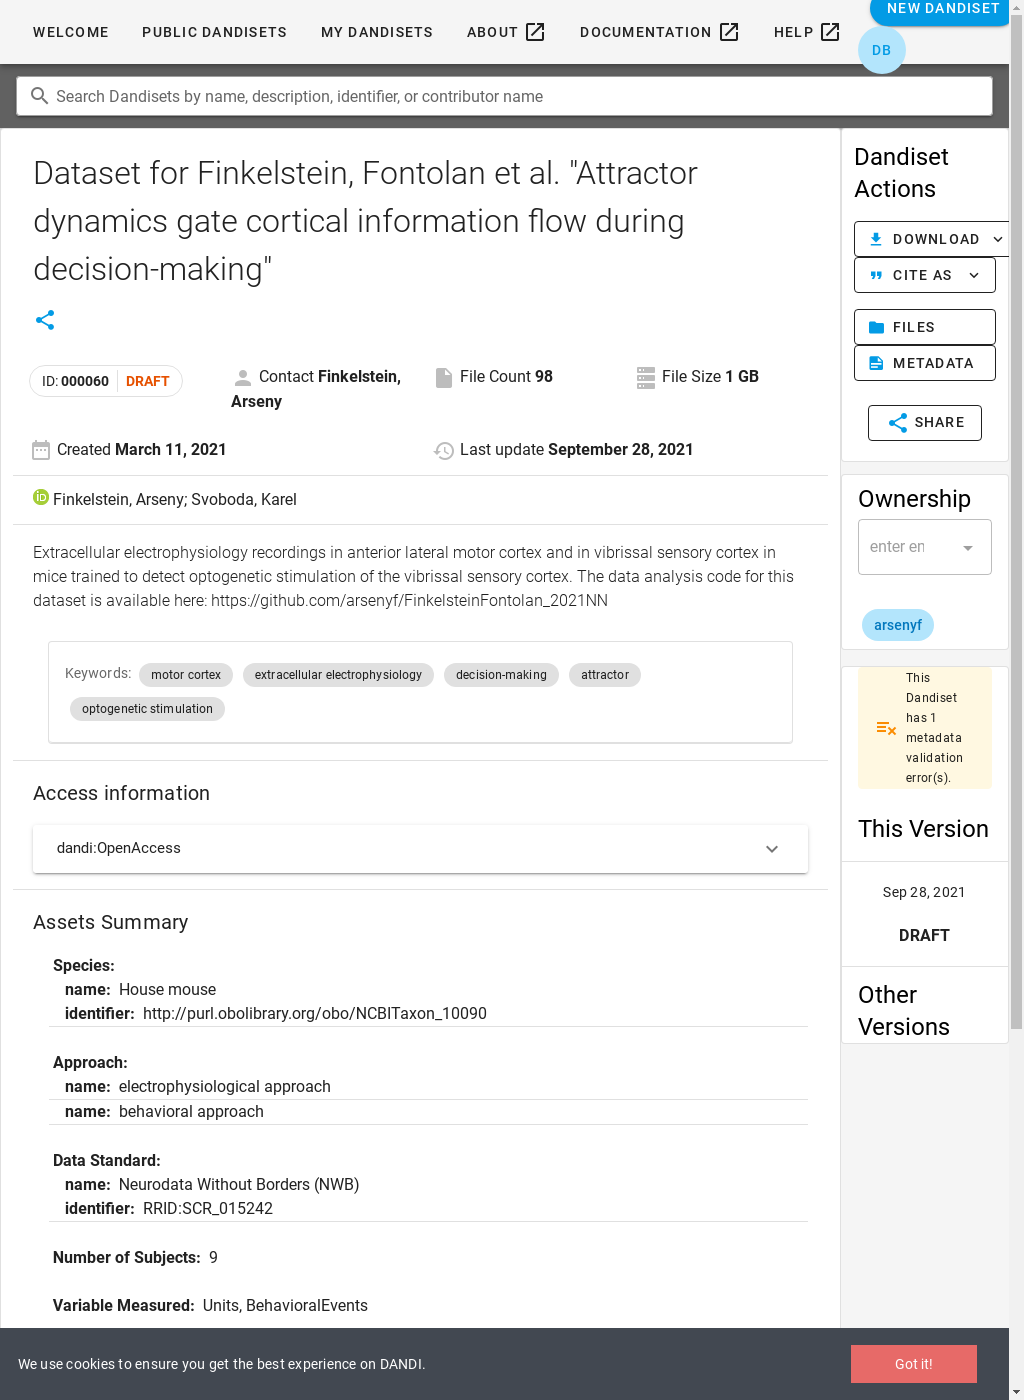 WELCOME PUBLIC DANDISETS MY DANDISETS ABOUT DOCUMENTATION HELP NEW DANDISET
DB
Search Dandisets by name, description, identifier, or contributor name
Dataset for Finkelstein, Fontolan et al. "Attractor
dynamics gate cortical information flow during
decision-making"
ID: 000060 DRAFT
Contact Finkelstein,
Arseny
File Count 98
File Size 1 GB
Created March 11, 2021
Last update September 28, 2021
iD Finkelstein, Arseny; Svoboda, Karel
Extracellular electrophysiology recordings in anterior lateral motor cortex and in vibrissal sensory cortex in
mice trained to detect optogenetic stimulation of the vibrissal sensory cortex. The data analysis code for this
dataset is available here: https://github.com/arsenyf/FinkelsteinFontolan_2021NN
Keywords: motor cortex extracellular electrophysiology decision-making attractor
optogenetic stimulation
Access information
dandi:OpenAccess
Assets Summary
Species:
name: House mouse
identifier: http://purl.obolibrary.org/obo/NCBITaxon_10090
Approach:
name: electrophysiological approach
name: behavioral approach
Data Standard:
name: Neurodata Without Borders (NWB)
identifier: RRID:SCR_015242
Number of Subjects: 9
Variable Measured: Units, BehavioralEvents
Dandiset
Actions
DOWNLOAD
CITE AS
FILES
METADATA
SHARE
Ownership
enter en
arsenyf
This
Dandiset
has 1
metadata
validation
error(s).
This Version
Sep 28, 2021
DRAFT
Other
Versions
We use cookies to ensure you get the best experience on DANDI.
Got it!